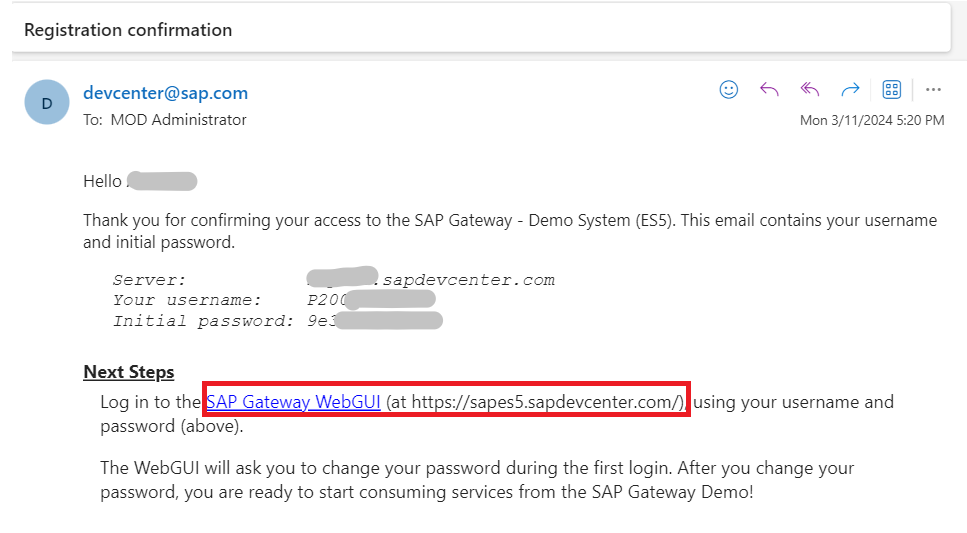 Registration confirmation
D
devcenter@sap.com
To: MOD Administrator
Mon 3/11/2024 5:20 PM
Hello
Thank you for confirming your access to the SAP Gateway - Demo System (ES5). This email contains your username
and initial password.
Server: .sapdevcenter.com
Your username: P200
Initial password: 9e3
Next Steps
Log in to the SAP Gateway WebGUI (at https://sapes5.sapdevcenter.com/), using your username and
password (above).
The WebGUI will ask you to change your password during the first login. After you change your
password, you are ready to start consuming services from the SAP Gateway Demo!